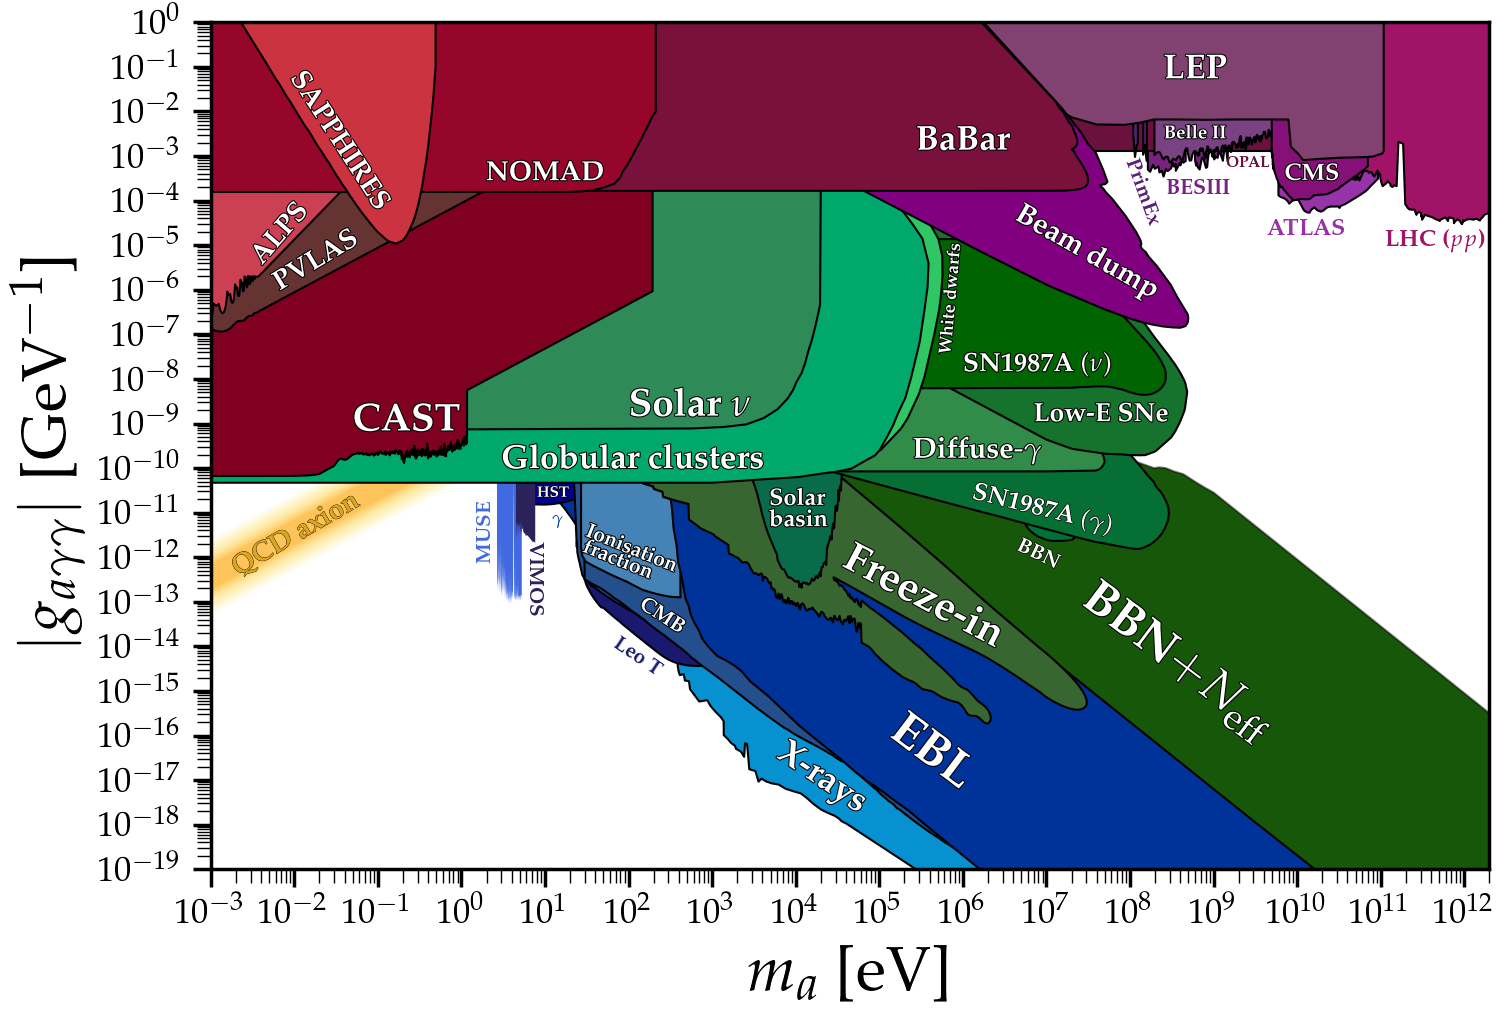 |g_{aγγ}| [GeV^{−1}]
10^0
10^{−1}
10^{−2}
10^{−3}
10^{−4}
10^{−5}
10^{−6}
10^{−7}
10^{−8}
10^{−9}
10^{−10}
10^{−11}
10^{−12}
10^{−13}
10^{−14}
10^{−15}
10^{−16}
10^{−17}
10^{−18}
10^{−19}
LEP
SAPPHIRES
BaBar
Belle II
NOMAD
OPAL
CMS
BESIII
PrimEx
ATLAS
LHC (pp)
ALPS
PVLAS
Beam dump
White dwarfs
SN1987A (ν)
CAST
Solar ν
Low-E SNe
Globular clusters
Diffuse-γ
QCD axion
MUSE
VIMOS
HST
γ
Ionisation
fraction
Solar
basin
SN1987A (γ)
BBN
Freeze-in
CMB
Leo T
BBN+N_{eff}
EBL
X-rays
10^{−3}
10^{−2}
10^{−1}
10^0
10^1
10^2
10^3
10^4
10^5
10^6
10^7
10^8
10^9
10^{10}
10^{11}
10^{12}
m_a [eV]